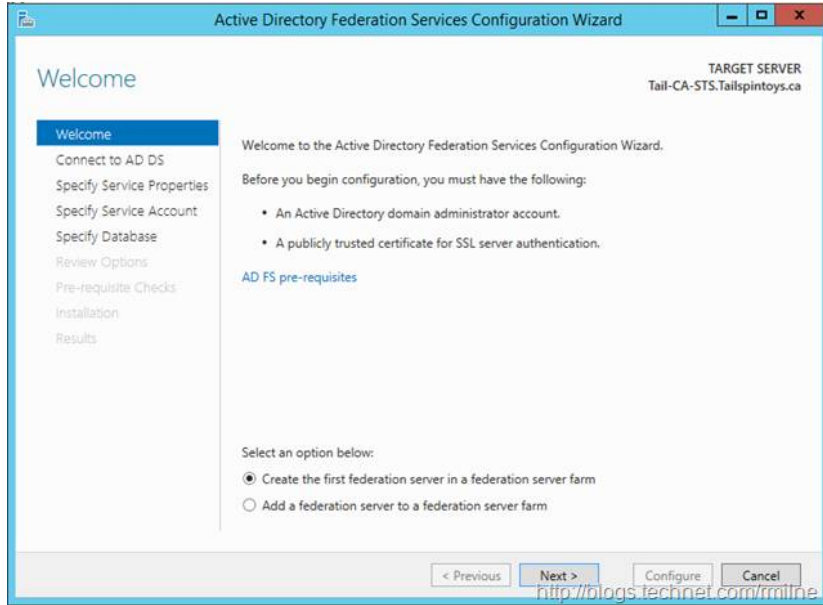 Active Directory Federation Services Configuration Wizard
Welcome
TARGET SERVER
Tail-CA-STS.Tailspintoys.ca
Welcome
Connect to AD DS
Specify Service Properties
Specify Service Account
Specify Database
Review Options
Pre-requisite Checks
Installation
Results
Welcome to the Active Directory Federation Services Configuration Wizard.
Before you begin configuration, you must have the following:
• An Active Directory domain administrator account.
• A publicly trusted certificate for SSL server authentication.
AD FS pre-requisites
Select an option below:
Create the first federation server in a federation server farm
Add a federation server to a federation server farm
< Previous Next > Configure Cancel
http://blogs.technet.com/rmilne